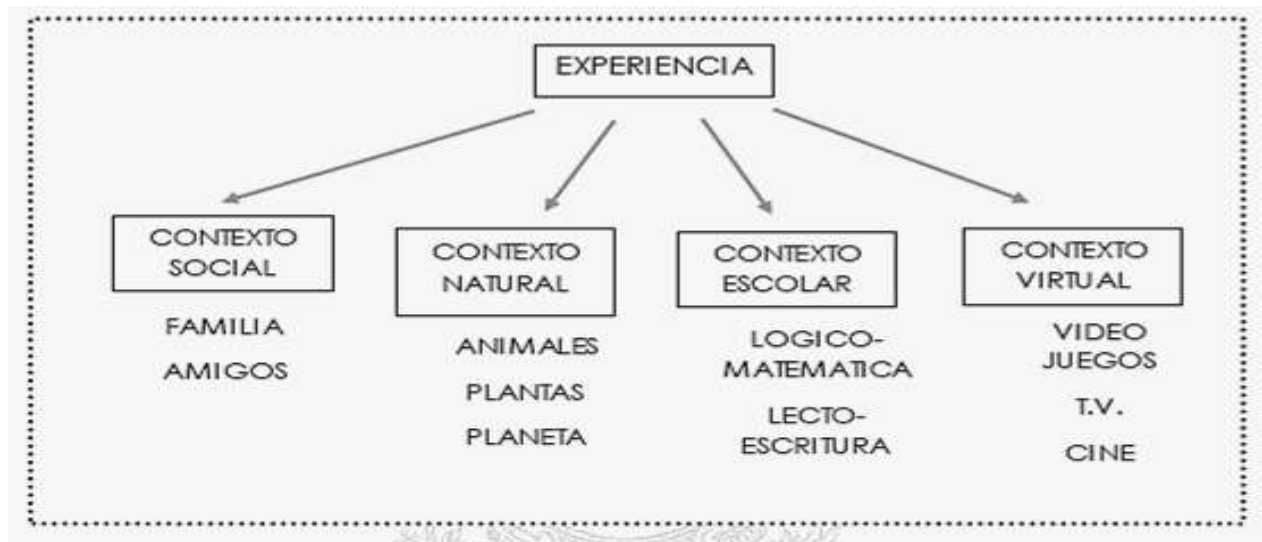 EXPERIENCIA
CONTEXTO
SOCIAL
FAMILIA
AMIGOS
CONTEXTO
NATURAL
ANIMALES
PLANTAS
PLANETA
CONTEXTO
ESCOLAR
LOGICO-
MATEMATICA
LECTO-
ESCRITURA
CONTEXTO
VIRTUAL
VIDEO
JUEGOS
T.V.
CINE